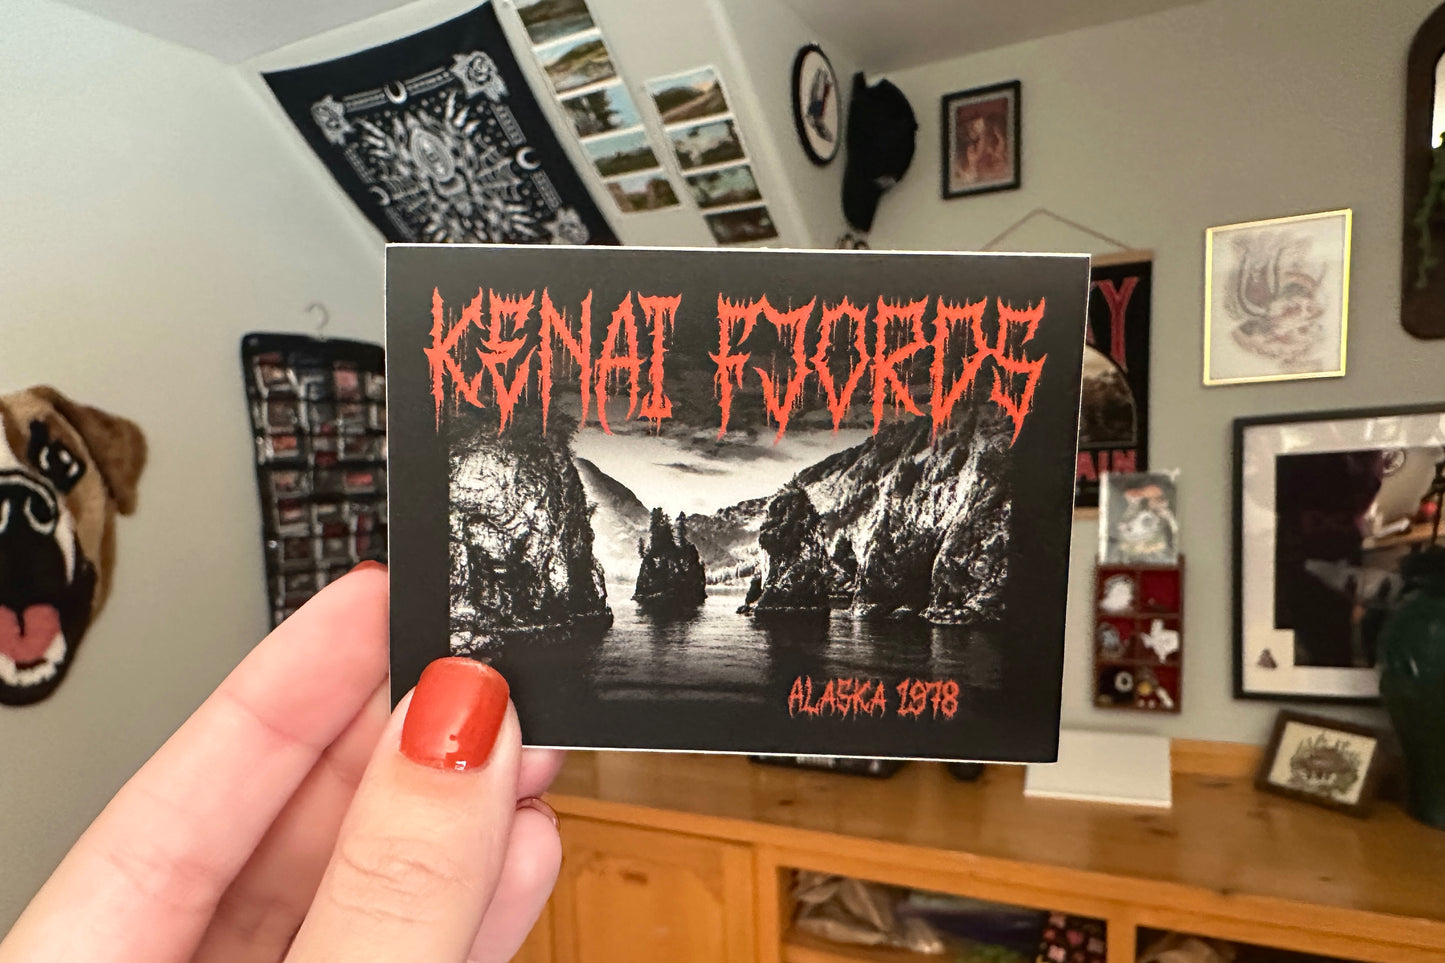 KENAI FJORDS
ALASKA 1978